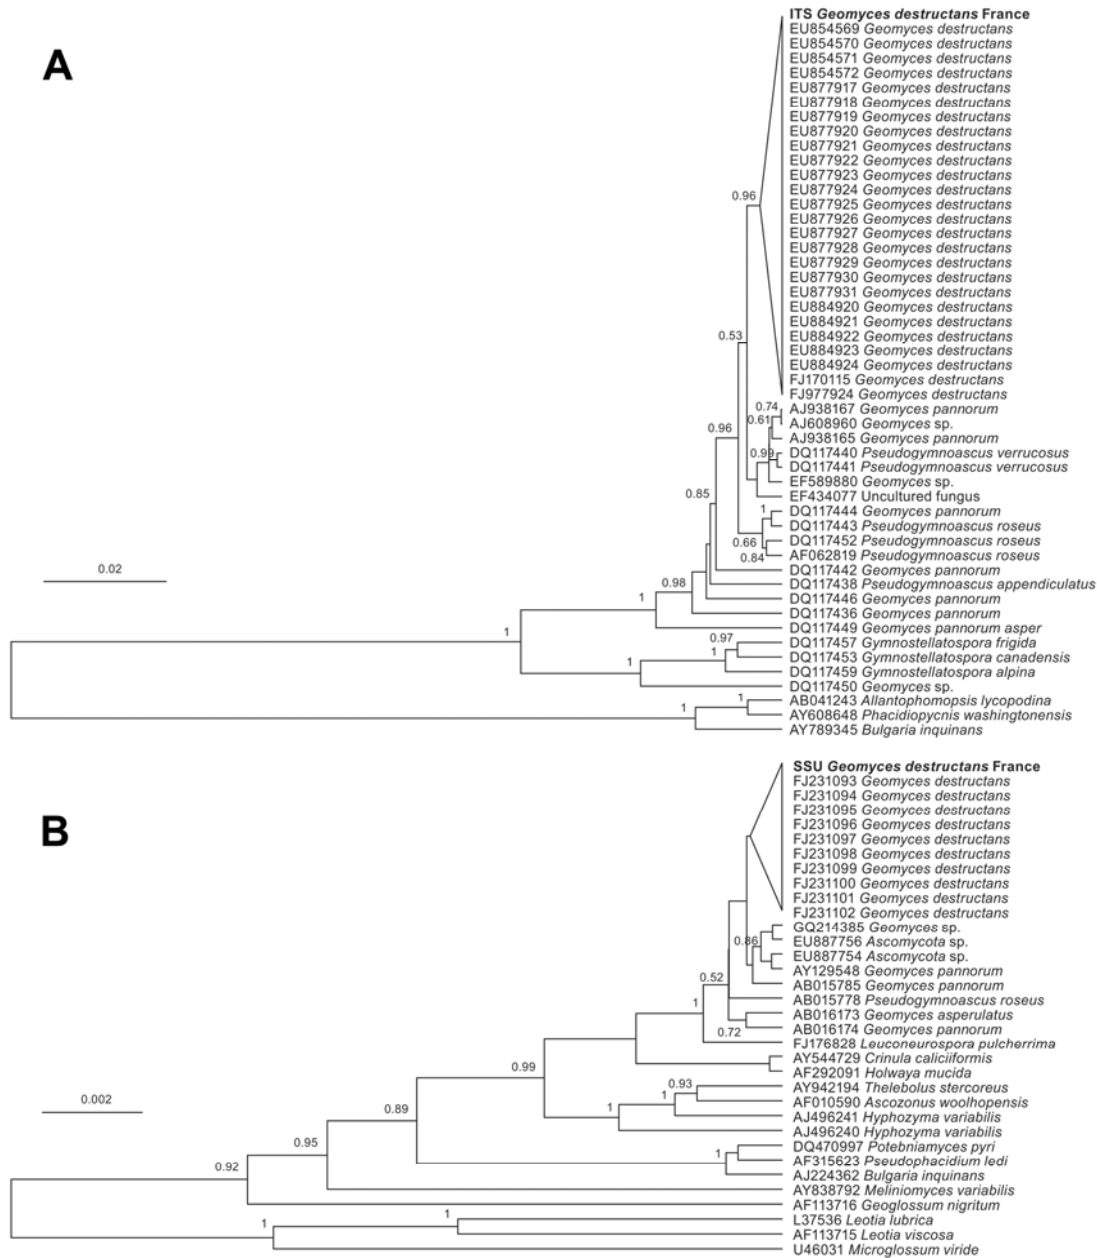 A
ITS Geomyces destructans France
EU854569 Geomyces destructans
EU854570 Geomyces destructans
EU854571 Geomyces destructans
EU854572 Geomyces destructans
EU877917 Geomyces destructans
EU877918 Geomyces destructans
EU877919 Geomyces destructans
EU877920 Geomyces destructans
EU877921 Geomyces destructans
EU877922 Geomyces destructans
EU877923 Geomyces destructans
EU877924 Geomyces destructans
EU877925 Geomyces destructans
EU877926 Geomyces destructans
EU877927 Geomyces destructans
EU877928 Geomyces destructans
EU877929 Geomyces destructans
EU877930 Geomyces destructans
EU877931 Geomyces destructans
EU884920 Geomyces destructans
EU884921 Geomyces destructans
EU884922 Geomyces destructans
EU884923 Geomyces destructans
EU884924 Geomyces destructans
FJ170115 Geomyces destructans
FJ977924 Geomyces destructans
AJ938167 Geomyces pannorum
AJ608960 Geomyces sp.
AJ938165 Geomyces pannorum
DQ117440 Pseudogymnoascus verrucosus
DQ117441 Pseudogymnoascus verrucosus
EF589880 Geomyces sp.
EF434077 Uncultured fungus
DQ117444 Geomyces pannorum
DQ117443 Pseudogymnoascus roseus
DQ117452 Pseudogymnoascus roseus
AF062819 Pseudogymnoascus roseus
DQ117442 Geomyces pannorum
DQ117438 Pseudogymnoascus appendiculatus
DQ117446 Geomyces pannorum
DQ117436 Geomyces pannorum
DQ117449 Geomyces pannorum asper
DQ117457 Gymnostellatospora frigida
DQ117453 Gymnostellatospora canadensis
DQ117459 Gymnostellatospora alpina
DQ117450 Geomyces sp.
AB041243 Allantophomopsis lycopodina
AY608648 Phacidiopycnis washingtonensis
AY789345 Bulgaria inquinans
0.96
0.53
0.74
0.61
0.96
0.99
0.85
1
0.66
0.84
0.02
0.98
1
1
0.97
1
1
1
1
B
SSU Geomyces destructans France
FJ231093 Geomyces destructans
FJ231094 Geomyces destructans
FJ231095 Geomyces destructans
FJ231096 Geomyces destructans
FJ231097 Geomyces destructans
FJ231098 Geomyces destructans
FJ231099 Geomyces destructans
FJ231100 Geomyces destructans
FJ231101 Geomyces destructans
FJ231102 Geomyces destructans
GQ214385 Geomyces sp.
EU887756 Ascomycota sp.
EU887754 Ascomycota sp.
AY129548 Geomyces pannorum
AB015785 Geomyces pannorum
AB015778 Pseudogymnoascus roseus
AB016173 Geomyces asperulatus
AB016174 Geomyces pannorum
FJ176828 Leuconeurospora pulcherrima
AY544729 Crinula caliciiformis
AF292091 Holwaya mucida
AY942194 Thelebolus stercoreus
AF010590 Ascozonus woolhopensis
AJ496241 Hyphozyma variabilis
AJ496240 Hyphozyma variabilis
DQ470997 Potebniamyces pyri
AF315623 Pseudophacidium ledi
AJ224362 Bulgaria inquinans
AY838792 Meliniomyces variabilis
AF113716 Geoglossum nigritum
L37536 Leotia lubrica
AF113715 Leotia viscosa
U46031 Microglossum viride
0.86
0.52
1
0.72
0.99
0.93
1
1
0.002
0.89
0.95
1
0.92
1
1